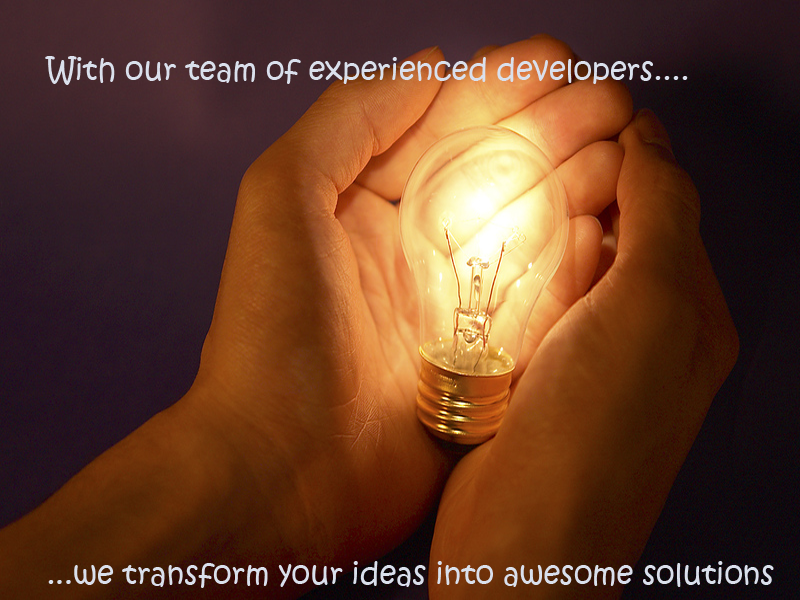 With our team of experienced developers....
...we transform your ideas into awesome solutions